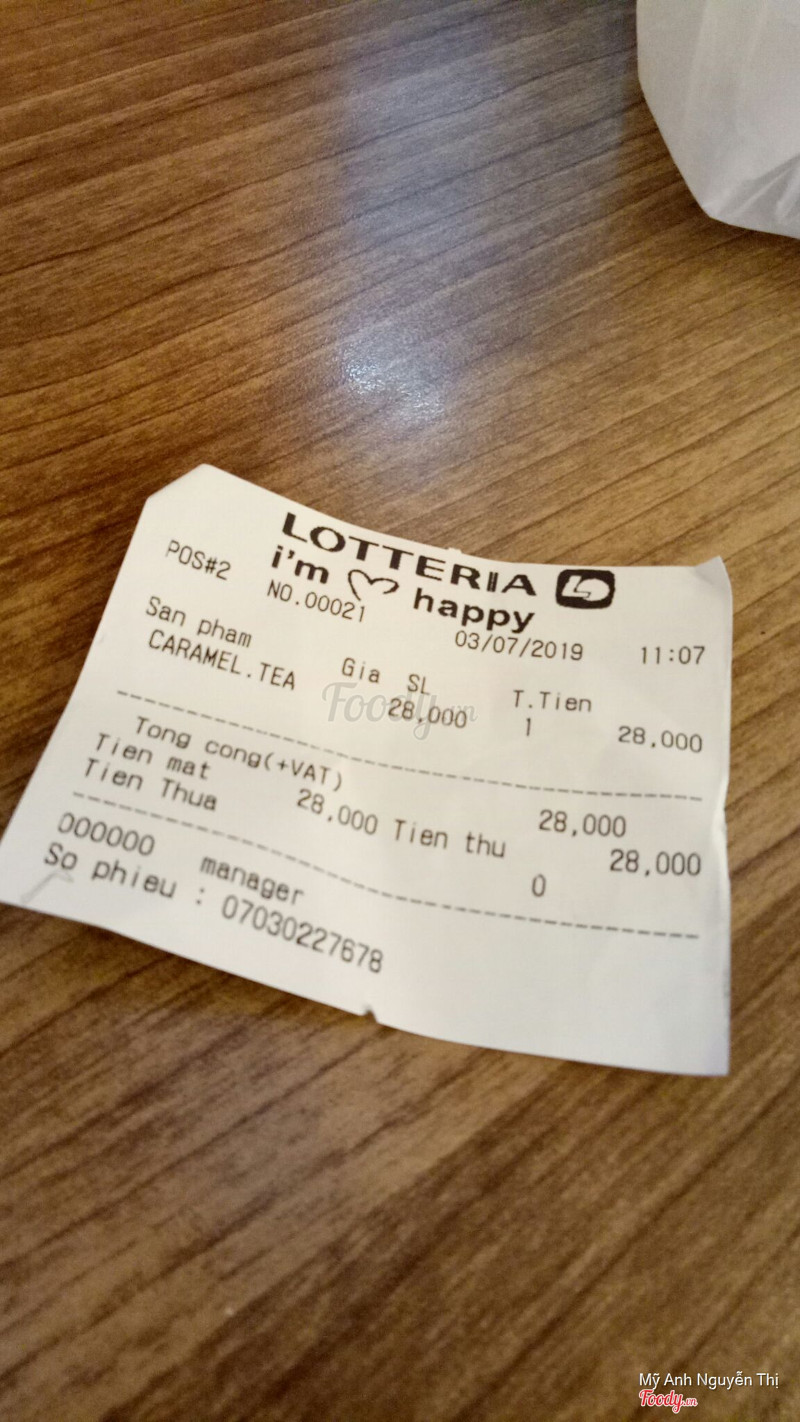 LOTTERIA
i'm happy
POS#2 NO.00021 03/07/2019 11:07
San pham Gia SL T.Tien
CARAMEL.TEA 28,000 1 28,000
Tong cong(+VAT) 28,000
Tien mat 28,000 Tien thu 28,000
Tien Thua 0
000000 manager
So phieu : 07030227678
Foody.vn
Mỹ Anh Nguyễn Thị
Foody.vn